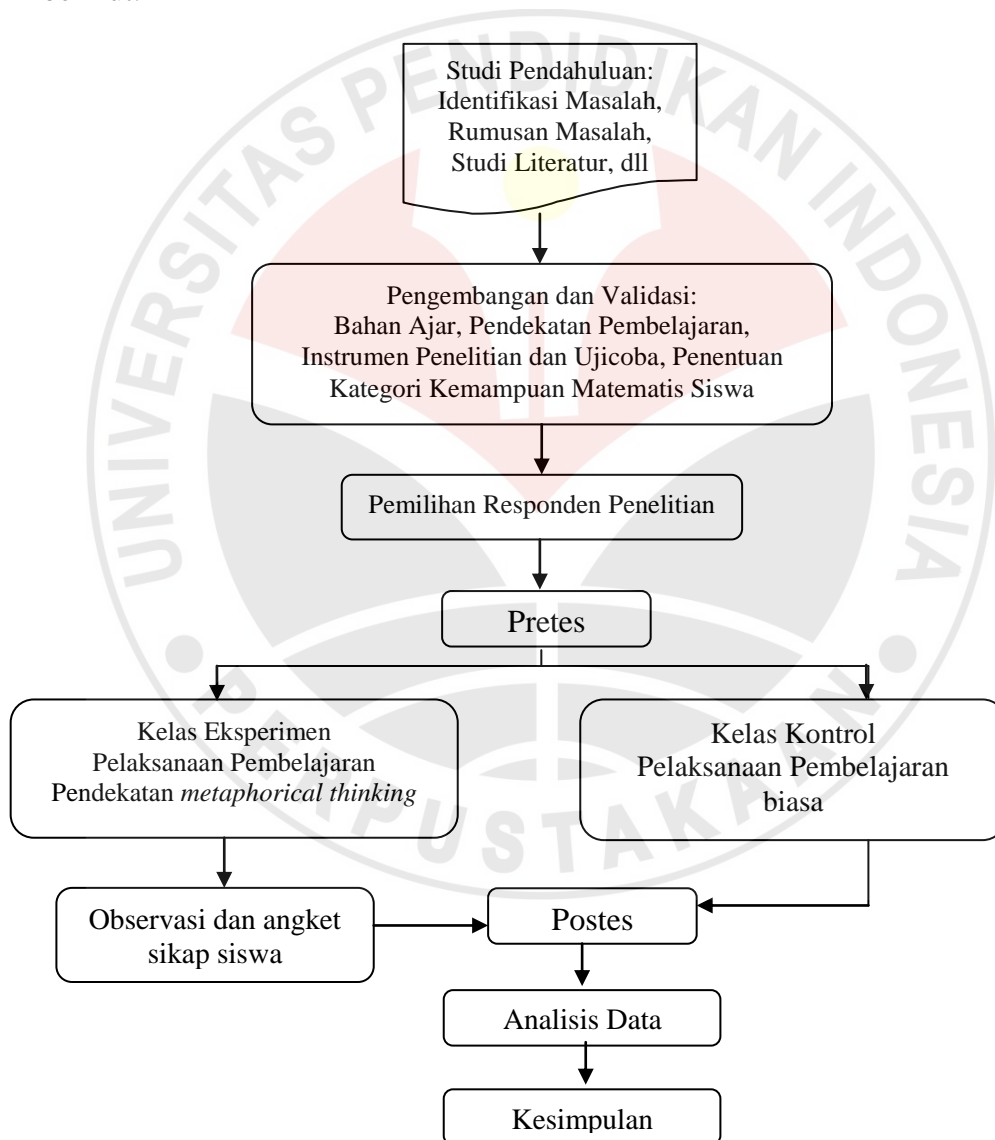 Studi Pendahuluan:
Identifikasi Masalah,
Rumusan Masalah,
Studi Literatur, dll
Pengembangan dan Validasi:
Bahan Ajar, Pendekatan Pembelajaran,
Instrumen Penelitian dan Ujicoba, Penentuan
Kategori Kemampuan Matematis Siswa
Pemilihan Responden Penelitian
Pretes
Kelas Eksperimen
Pelaksanaan Pembelajaran
Pendekatan metaphorical thinking
Kelas Kontrol
Pelaksanaan Pembelajaran
biasa
Observasi dan angket
sikap siswa
Postes
Analisis Data
Kesimpulan
UNIVERSITAS PENDIDIKAN INDONESIA
PERPUSTAKAAN